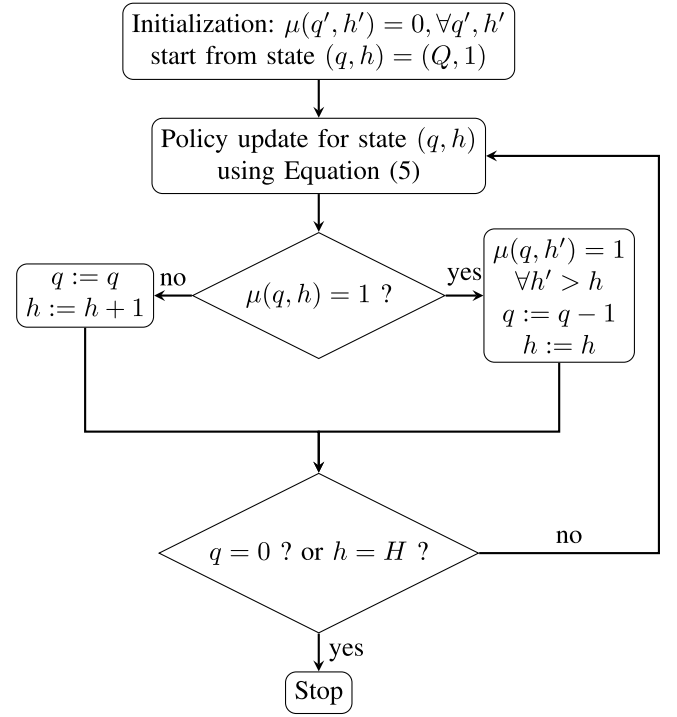 Initialization: μ(q′, h′) = 0, ∀q′, h′
start from state (q, h) = (Q, 1)
Policy update for state (q, h)
using Equation (5)
μ(q, h) = 1 ?
no
q := q
h := h + 1
yes
μ(q, h′) = 1
∀h′ > h
q := q − 1
h := h
q = 0 ? or h = H ?
no
yes
Stop